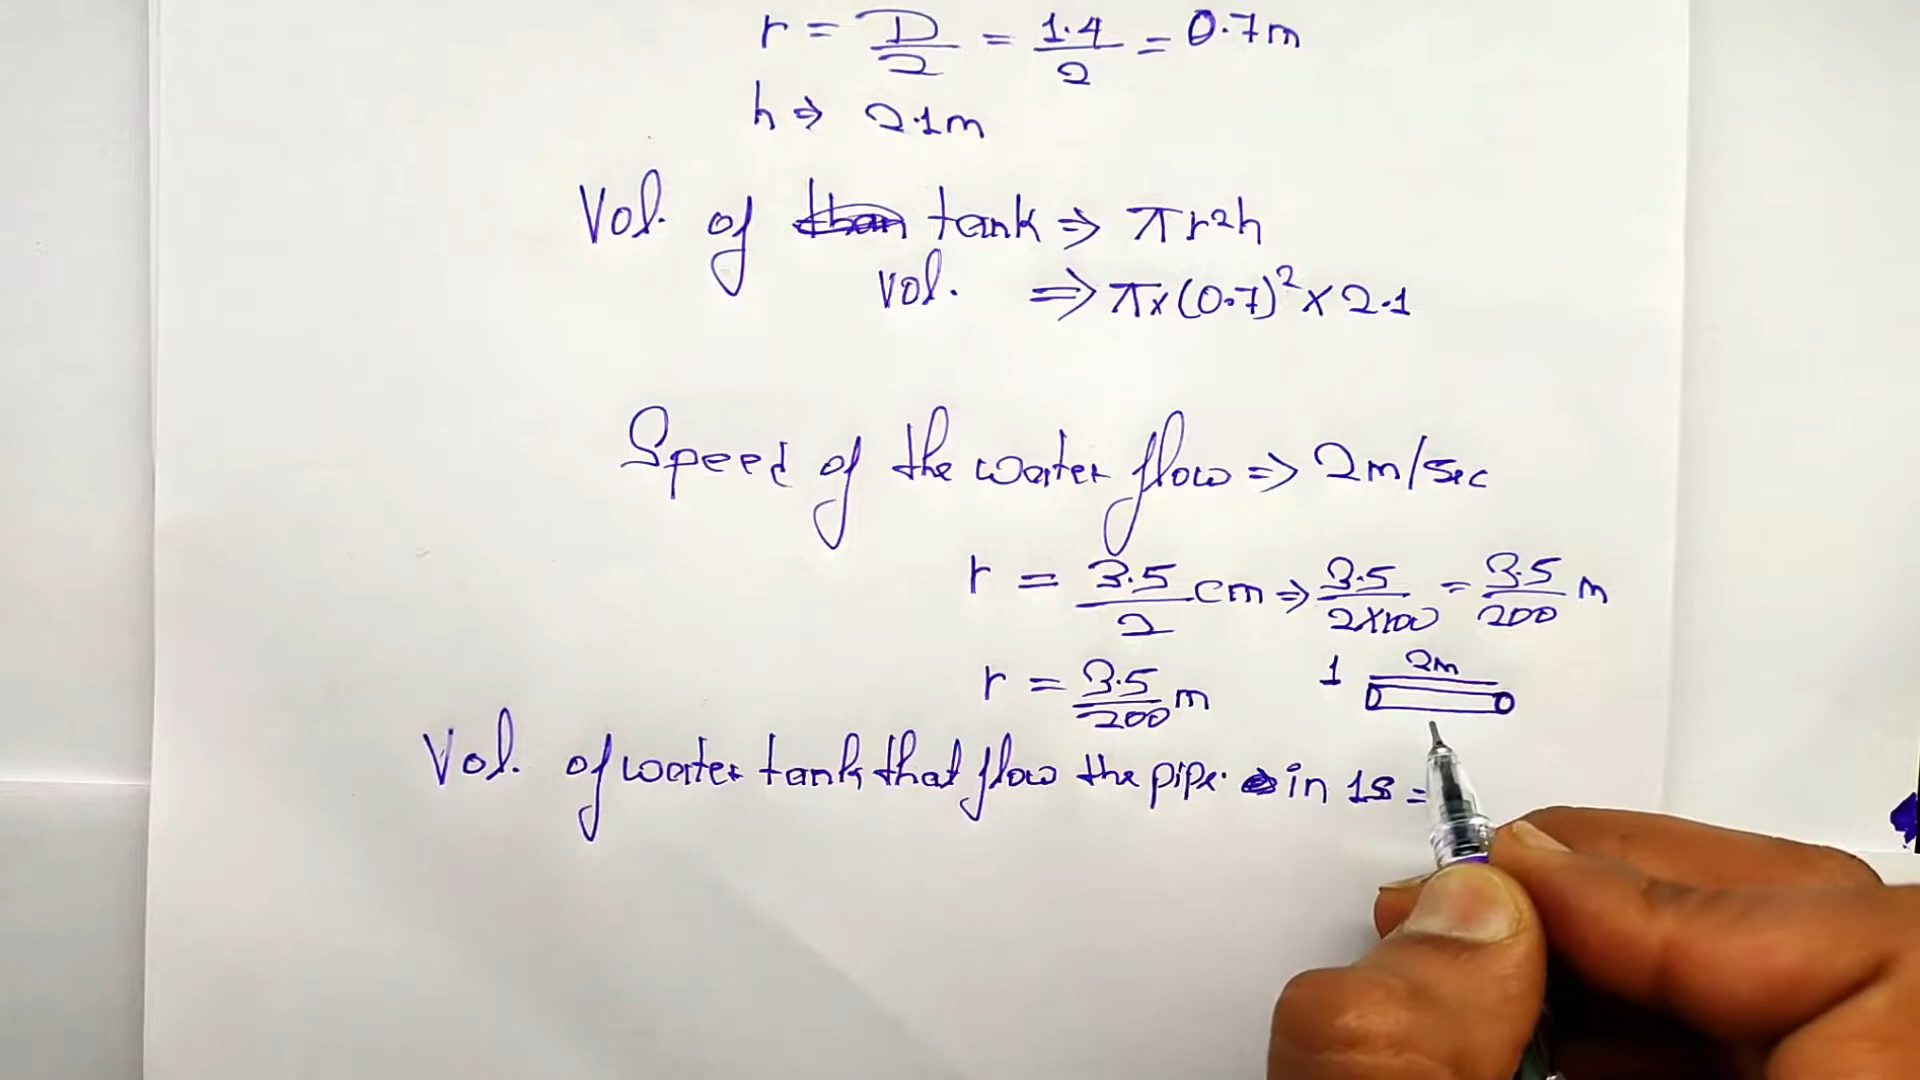 r = D/2 = 1.4/2 = 0.7m
h ⇒ 2.1m
Vol. of than tank ⇒ πr²h
vol. ⇒ π×(0.7)²×2.1
Speed of the water flow ⇒ 2m/sec
r = 3.5/2 cm ⇒ 3.5/2×100 = 3.5/200 m
r = 3.5/200 m 1 2m
Vol. of water tank that flow the pipe in 1s =